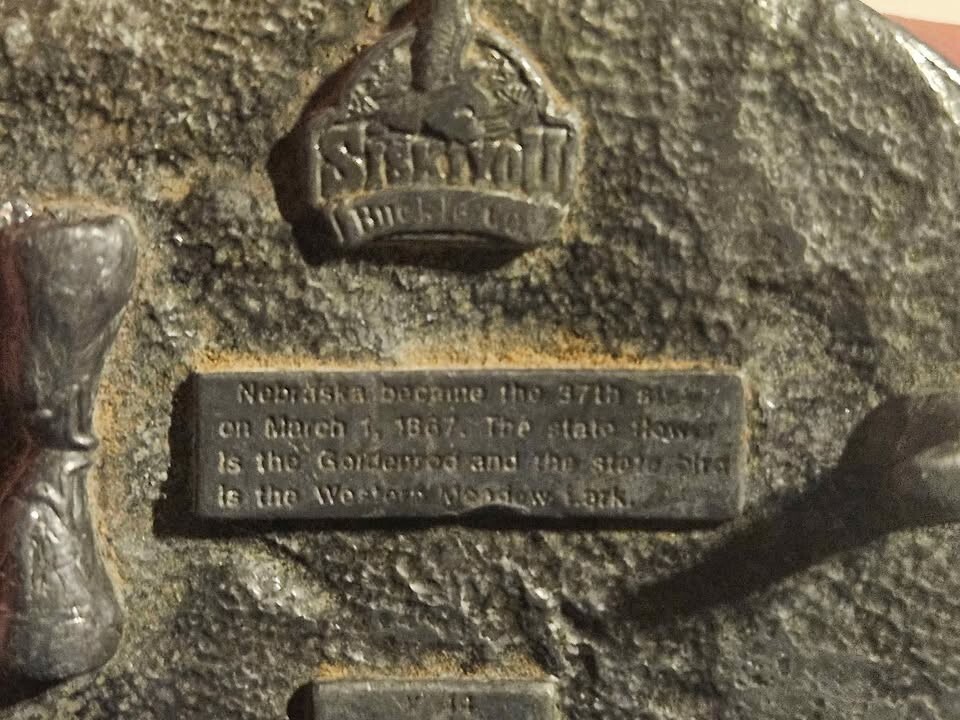 SISKIYOU
Buckle Co.
Nebraska became the 37th state
on March 1, 1867. The state flower
is the Goldenrod and the state bird
is the Western Meadow Lark.